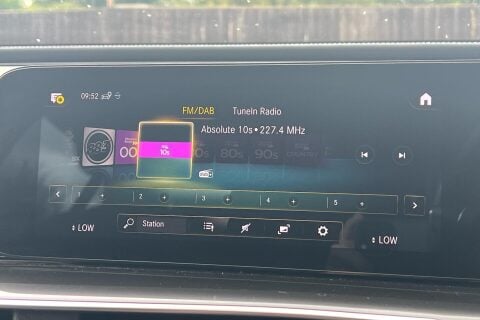 09:52
FM/DAB TuneIn Radio
Absolute 10s • 227.4 MHz
00
10s
80s
90s
COUNTRY
1 + 2 + 3 + 4 + 5 +
Station
LOW
LOW